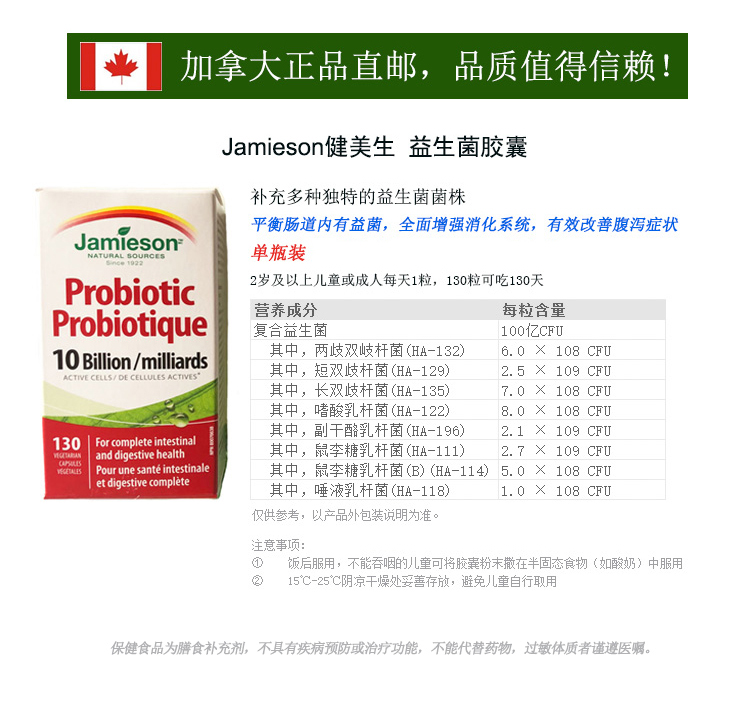 加拿大正品直邮，品质值得信赖！
Jamieson健美生 益生菌胶囊
补充多种独特的益生菌菌株
平衡肠道内有益菌，全面增强消化系统，有效改善腹泻症状
单瓶装
2岁及以上儿童或成人每天1粒，130粒可吃130天
Jamieson
NATURAL SOURCES
Since 1922
Probiotic
Probiotique
10 Billion/milliards
ACTIVE CELLS/ DE CELLULES ACTIVES*
130
VEGETARIAN
CAPSULES
VEGETALES
For complete intestinal
and digestive health
Pour une santé intestinale
et digestive complète
营养成分 每粒含量
复合益生菌 100亿CFU
其中，两歧双岐杆菌(HA-132) 6.0 × 108 CFU
其中，短双歧杆菌(HA-129) 2.5 × 109 CFU
其中，长双歧杆菌(HA-135) 7.0 × 108 CFU
其中，嗜酸乳杆菌(HA-122) 8.0 × 108 CFU
其中，副干酪乳杆菌(HA-196) 2.1 × 109 CFU
其中，鼠李糖乳杆菌(HA-111) 2.7 × 109 CFU
其中，鼠李糖乳杆菌(B)(HA-114) 5.0 × 108 CFU
其中，唾液乳杆菌(HA-118) 1.0 × 108 CFU
仅供参考，以产品外包装说明为准。
注意事项：
① 饭后服用，不能吞咽的儿童可将胶囊粉末撒在半固态食物（如酸奶）中服用
② 15℃-25℃阴凉干燥处妥善存放，避免儿童自行取用
保健食品为膳食补充剂，不具有疾病预防或治疗功能，不能代替药物，过敏体质者谨遵医嘱。